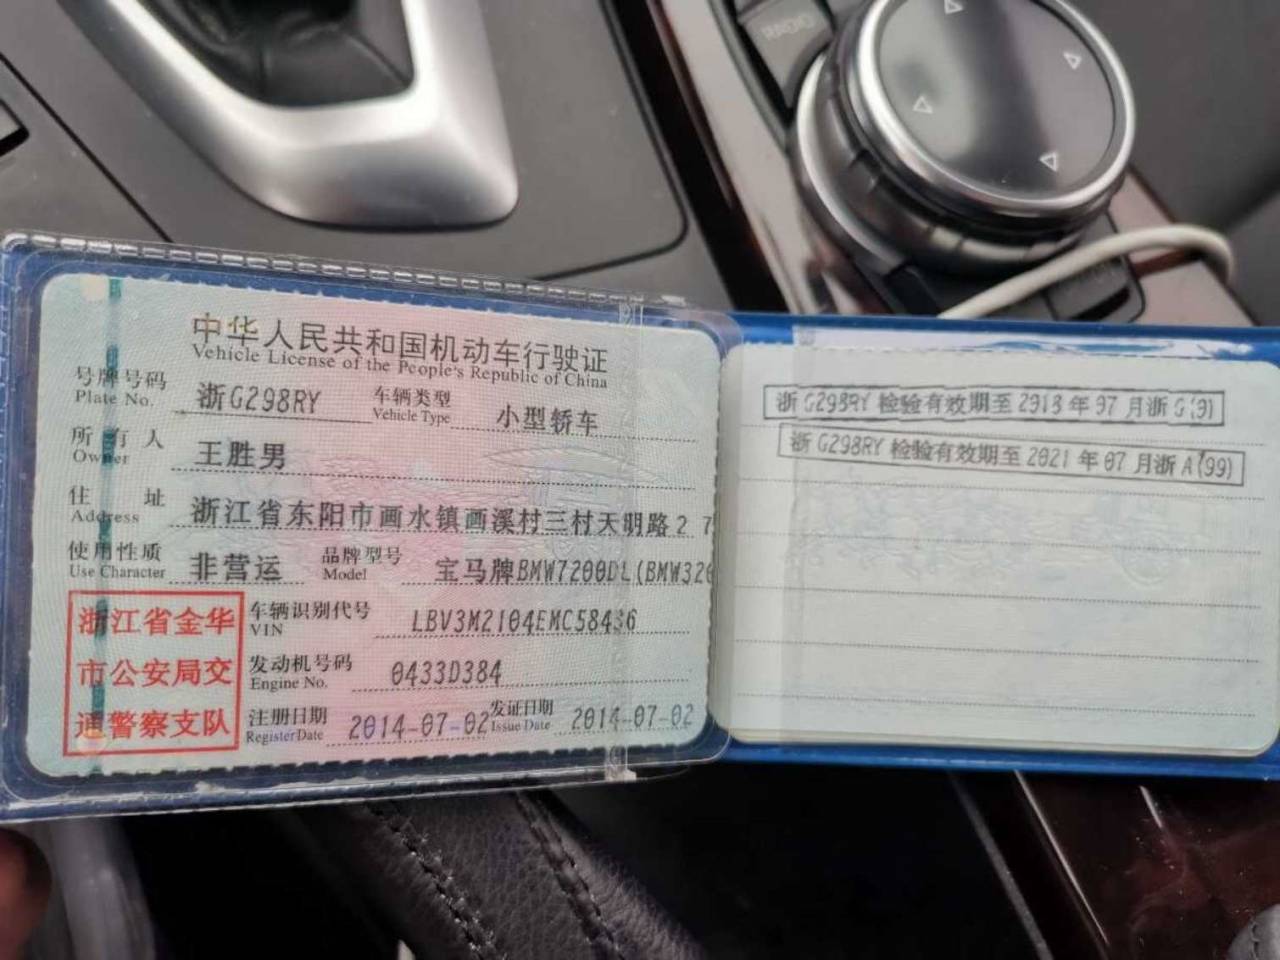 RADIO
中华人民共和国机动车行驶证
Vehicle License of the People's Republic of China
号牌号码 浙G298RY 车辆类型 小型轿车
Plate No. Vehicle Type
所有人 王胜男
Owner
住址 浙江省东阳市画水镇画溪村三村天明路27
Address
使用性质 非营运 品牌型号 宝马牌BMW7200DL(BMW320
Use Character Model
浙江省金华
市公安局交
通警察支队
车辆识别代号 LBV3M2104EMC58436
VIN
发动机号码 0433D384
Engine No.
注册日期 2014-07-02 发证日期 2014-07-02
Register Date Issue Date
浙G298RY 检验有效期至 2018年07月浙G(9)
浙G298RY 检验有效期至 2021年07月浙A(99)